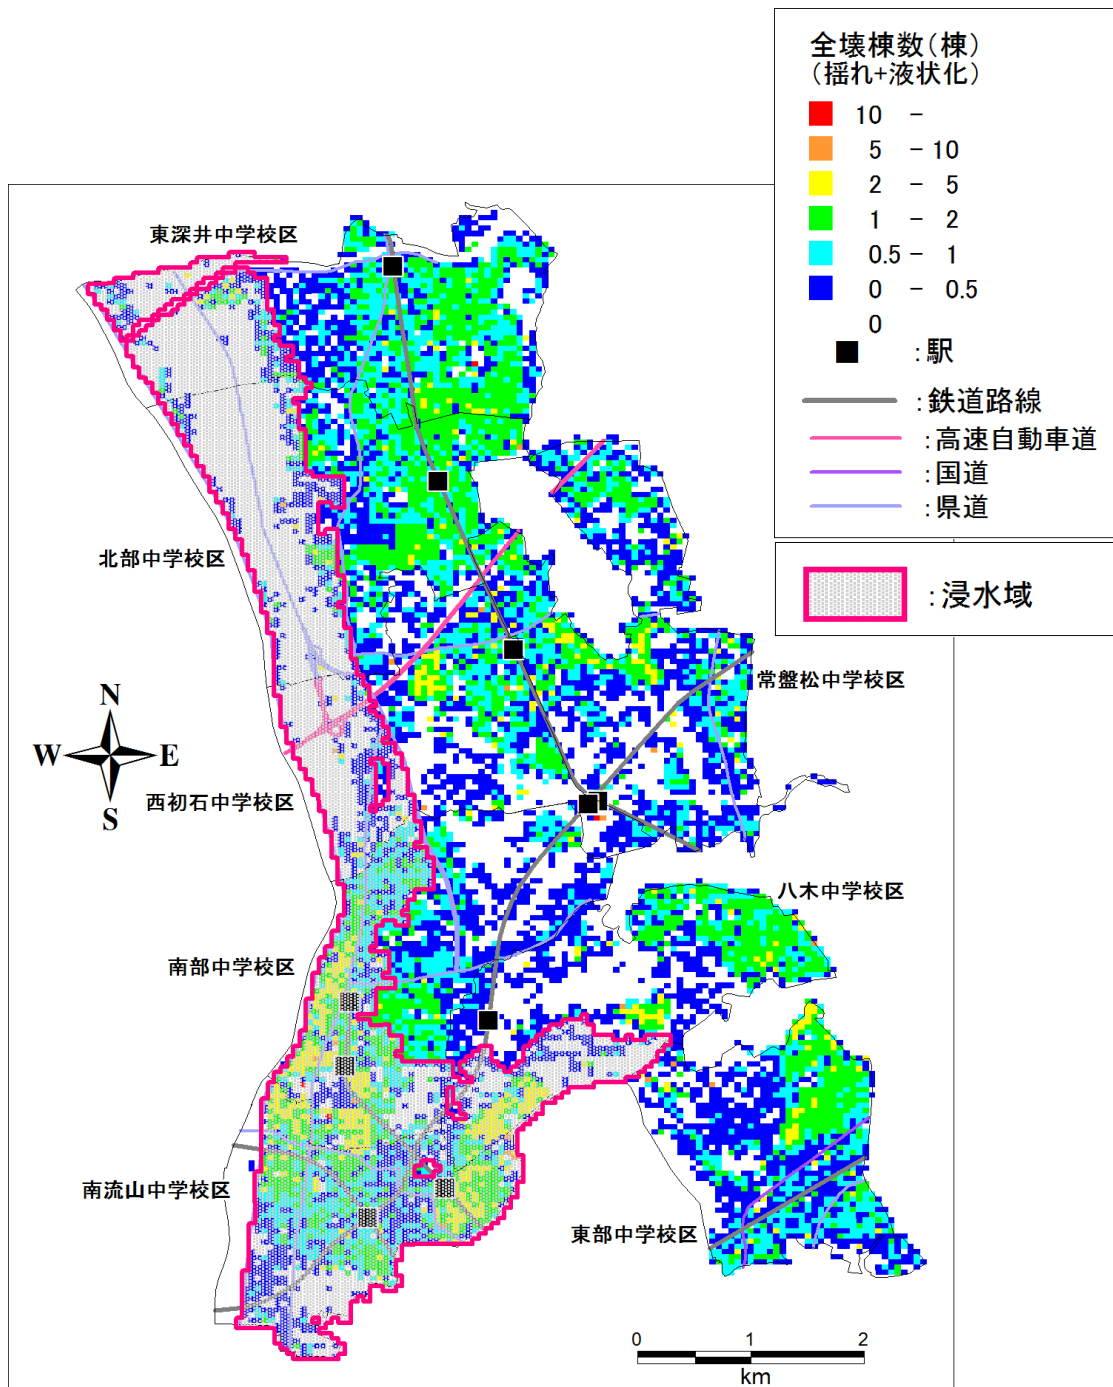 全壊棟数(棟)
(揺れ+液状化)
10 -
5 - 10
2 - 5
1 - 2
0.5 - 1
0 - 0.5
0
:駅
:鉄道路線
:高速自動車道
:国道
:県道
:浸水域
東深井中学校区
北部中学校区
常盤松中学校区
N
W E
S
西初石中学校区
八木中学校区
南部中学校区
南流山中学校区
東部中学校区
0 1 2
km